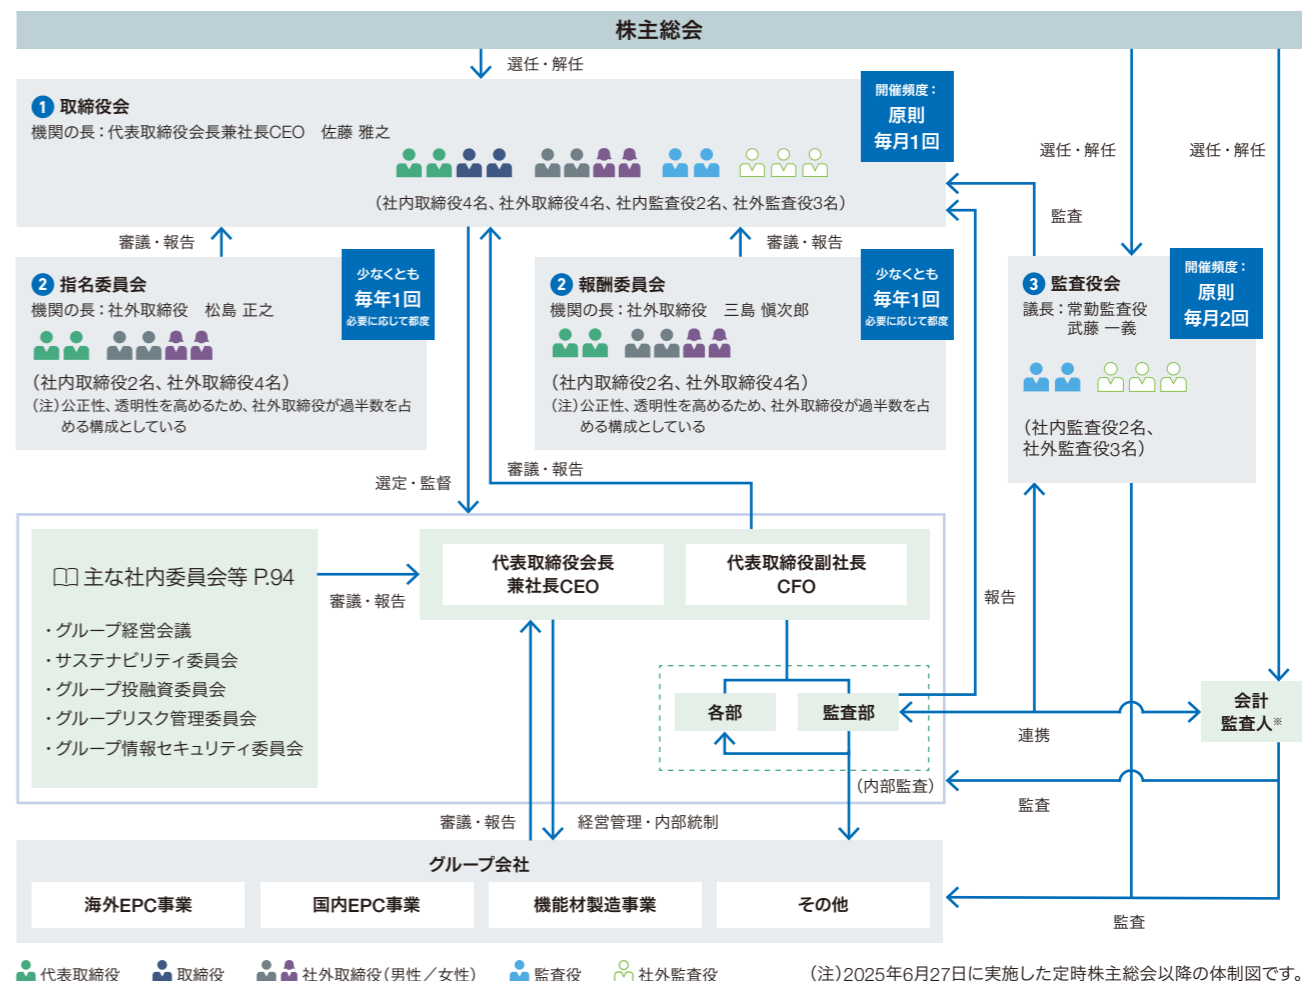 株主総会
選任・解任
1 取締役会
機関の長：代表取締役会長兼社長CEO　佐藤 雅之
開催頻度：
原則
毎月1回
（社内取締役4名、社外取締役4名、社内監査役2名、社外監査役3名）
選任・解任
選任・解任
監査
審議・報告
審議・報告
2 指名委員会
機関の長：社外取締役　松島 正之
少なくとも
毎年1回
必要に応じて都度
（社内取締役2名、社外取締役4名）
（注）公正性、透明性を高めるため、社外取締役が過半数を占
める構成としている
2 報酬委員会
機関の長：社外取締役　三島 愼次郎
少なくとも
毎年1回
必要に応じて都度
（社内取締役2名、社外取締役4名）
（注）公正性、透明性を高めるため、社外取締役が過半数を占
める構成としている
3 監査役会
議長：常勤監査役
武藤 一義
開催頻度：
原則
毎月2回
（社内監査役2名、
社外監査役3名）
選定・監督
審議・報告
主な社内委員会等 P.94
・グループ経営会議
・サステナビリティ委員会
・グループ投融資委員会
・グループリスク管理委員会
・グループ情報セキュリティ委員会
審議・報告
代表取締役会長
兼社長CEO
代表取締役副社長
CFO
報告
各部
監査部
（内部監査）
連携
会計
監査人※
監査
審議・報告
経営管理・内部統制
グループ会社
海外EPC事業
国内EPC事業
機能材製造事業
その他
監査
代表取締役
取締役
社外取締役（男性／女性）
監査役
社外監査役
（注）2025年6月27日に実施した定時株主総会以降の体制図です。